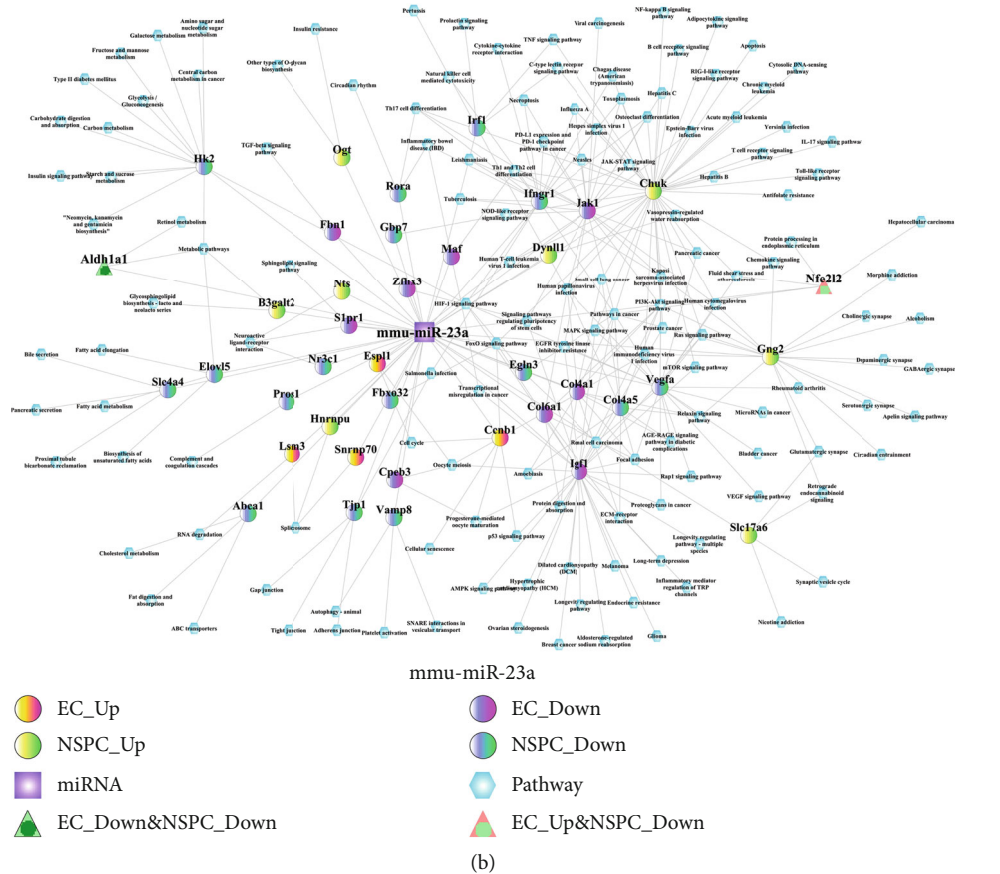 Pertussis
NF-kappa B signaling
pathway
Amino sugar and
nucleotide sugar
metabolism
Prolactin signaling
pathway
Viral carcinogenesis
Adipocytokine signaling
pathway
Galactose metabolism
Insulin resistance
Cytokine-cytokine
receptor interaction
TNF signaling pathway
B cell receptor signaling
pathway
Apoptosis
Fructose and mannose
metabolism
Other types of O-glycan
biosynthesis
Natural killer cell
mediated cytotoxicity
C-type lectin receptor
signaling pathway
Chagas disease
(American
trypanosomiasis)
RIG-I-like receptor
signaling pathway
Cytosolic DNA-sensing
pathway
Type II diabetes mellitus
Central carbon
metabolism in cancer
Circadian rhythm
Chronic myeloid
leukemia
Glycolysis /
Gluconeogenesis
Th17 cell differentiation
Necroptosis
Toxoplasmosis
Hepatitis C
Influenza A
Osteoclast differentiation
Acute myeloid leukemia
Carbohydrate digestion
and absorption
Carbon metabolism
Irf1
Herpes simplex virus 1
infection
Epstein-Barr virus
infection
Yersinia infection
IL-17 signaling pathway
TGF-beta signaling
pathway
Ogt
Inflammatory bowel
disease (IBD)
PD-L1 expression and
PD-1 checkpoint
pathway in cancer
Hk2
Leishmaniasis
Measles
JAK-STAT signaling
pathway
T cell receptor signaling
pathway
Insulin signaling pathway
Starch and sucrose
metabolism
Th1 and Th2 cell
differentiation
Hepatitis B
Toll-like receptor
signaling pathway
Rora
Tuberculosis
Ifngr1
Jak1
Chuk
Antifolate resistance
"Neomycin, kanamycin
and gentamicin
biosynthesis"
Retinol metabolism
Fbn1
Gbp7
NOD-like receptor
signaling pathway
Vasopressin-regulated
water reabsorption
Hepatocellular carcinoma
Metabolic pathways
Maf
Dynll1
Pancreatic cancer
Protein processing in
endoplasmic reticulum
Aldh1a1
Sphingolipid signaling
pathway
Human T-cell leukemia
virus 1 infection
Chemokine signaling
pathway
Nts
Zfhx3
Small cell lung cancer
Kaposi
sarcoma-associated
herpesvirus infection
Fluid shear stress and
Nfe2l2
Morphine addiction
Human papillomavirus
infection
Glycosphingolipid
biosynthesis - lacto and
neolacto series
B3galt2
S1pr1
HIF-1 signaling pathway
PI3K-Akt signaling
pathway
Human cytomegalovirus
infection
mmu-miR-23a
Signaling pathways
regulating pluripotency
of stem cells
Pathways in cancer
Cholinergic synapse
Alcoholism
Neuroactive
ligand-receptor
interaction
FoxO signaling pathway
MAPK signaling pathway
Prostate cancer
Ras signaling pathway
Bile secretion
Fatty acid elongation
Nr3c1
Espl1
EGFR tyrosine kinase
inhibitor resistance
Human
immunodeficiency virus
1 infection
Gng2
Dopaminergic synapse
GABAergic synapse
Slc4a4
Elovl5
Salmonella infection
Egln3
mTOR signaling pathway
Transcriptional
misregulation in cancer
Col4a1
Vegfa
Rheumatoid arthritis
Pancreatic secretion
Fatty acid metabolism
Pros1
Fbxo32
Col6a1
Col4a5
Relaxin signaling
pathway
MicroRNAs in cancer
Serotonergic synapse
Apelin signaling pathway
Hnrnpu
Ccnb1
Proximal tubule
bicarbonate reclamation
Biosynthesis of
unsaturated fatty acids
Complement and
coagulation cascades
Lsm3
Snrnp70
Cell cycle
Renal cell carcinoma
AGE-RAGE signaling
pathway in diabetic
complications
Bladder cancer
Glutamatergic synapse
Circadian entrainment
Oocyte meiosis
Amoebiasis
Igf1
Focal adhesion
Cpeb3
Rap1 signaling pathway
VEGF signaling pathway
Retrograde
endocannabinoid
signaling
Abca1
Tjp1
Vamp8
Protein digestion and
absorption
Proteoglycans in cancer
Progesterone-mediated
oocyte maturation
ECM-receptor
interaction
Slc17a6
RNA degradation
Spliceosome
p53 signaling pathway
Longevity regulating
pathway - multiple
species
Cholesterol metabolism
Cellular senescence
Long-term depression
Dilated cardiomyopathy
(DCM)
Melanoma
Synaptic vesicle cycle
Fat digestion and
absorption
Gap junction
AMPK signaling pathway
Hypertrophic
cardiomyopathy (HCM)
Inflammatory mediator
regulation of TRP
channels
Autophagy - animal
Longevity regulating
pathway
Endocrine resistance
Nicotine addiction
ABC transporters
Tight junction
Adherens junction
Platelet activation
SNARE interactions in
vesicular transport
Ovarian steroidogenesis
Breast cancer
Aldosterone-regulated
sodium reabsorption
Glioma
mmu-miR-23a
EC_Up
EC_Down
NSPC_Up
NSPC_Down
miRNA
Pathway
EC_Down&NSPC_Down
EC_Up&NSPC_Down
(b)